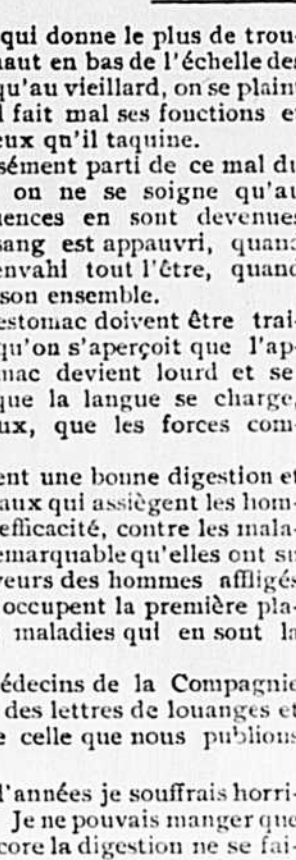 qui donne le plus de trou-
haut en bas de l'échelle des
qu'au vieillard, on se plaint
l fait mal ses fonctions et
eux qu'il taquine.
sément parti de ce mal du
on ne se soigne qu'au
uences en sont devenues
sang est appauvri, quand
envahi tout l'être, quand
son ensemble.
estomac doivent être trai-
qu'on s'aperçoit que l'ap-
mac devient lourd et se
que la langue se charge,
ux, que les forces com-
ent une bonne digestion et
aux qui assiègent les hom-
efficacité, contre les mala-
emarquable qu'elles ont su
veurs des hommes affligés
occupent la première pla-
maladies qui en sont la
édecins de la Compagnie
des lettres de louanges et
e celle que nous publions
d'années je souffrais horri-
Je ne pouvais manger que
core la digestion ne se fai-